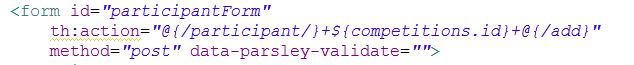 <form id="participantForm"
th:action="@{/participant/}+${competitions.id}+@{/add}"
method="post" data-parsley-validate="">